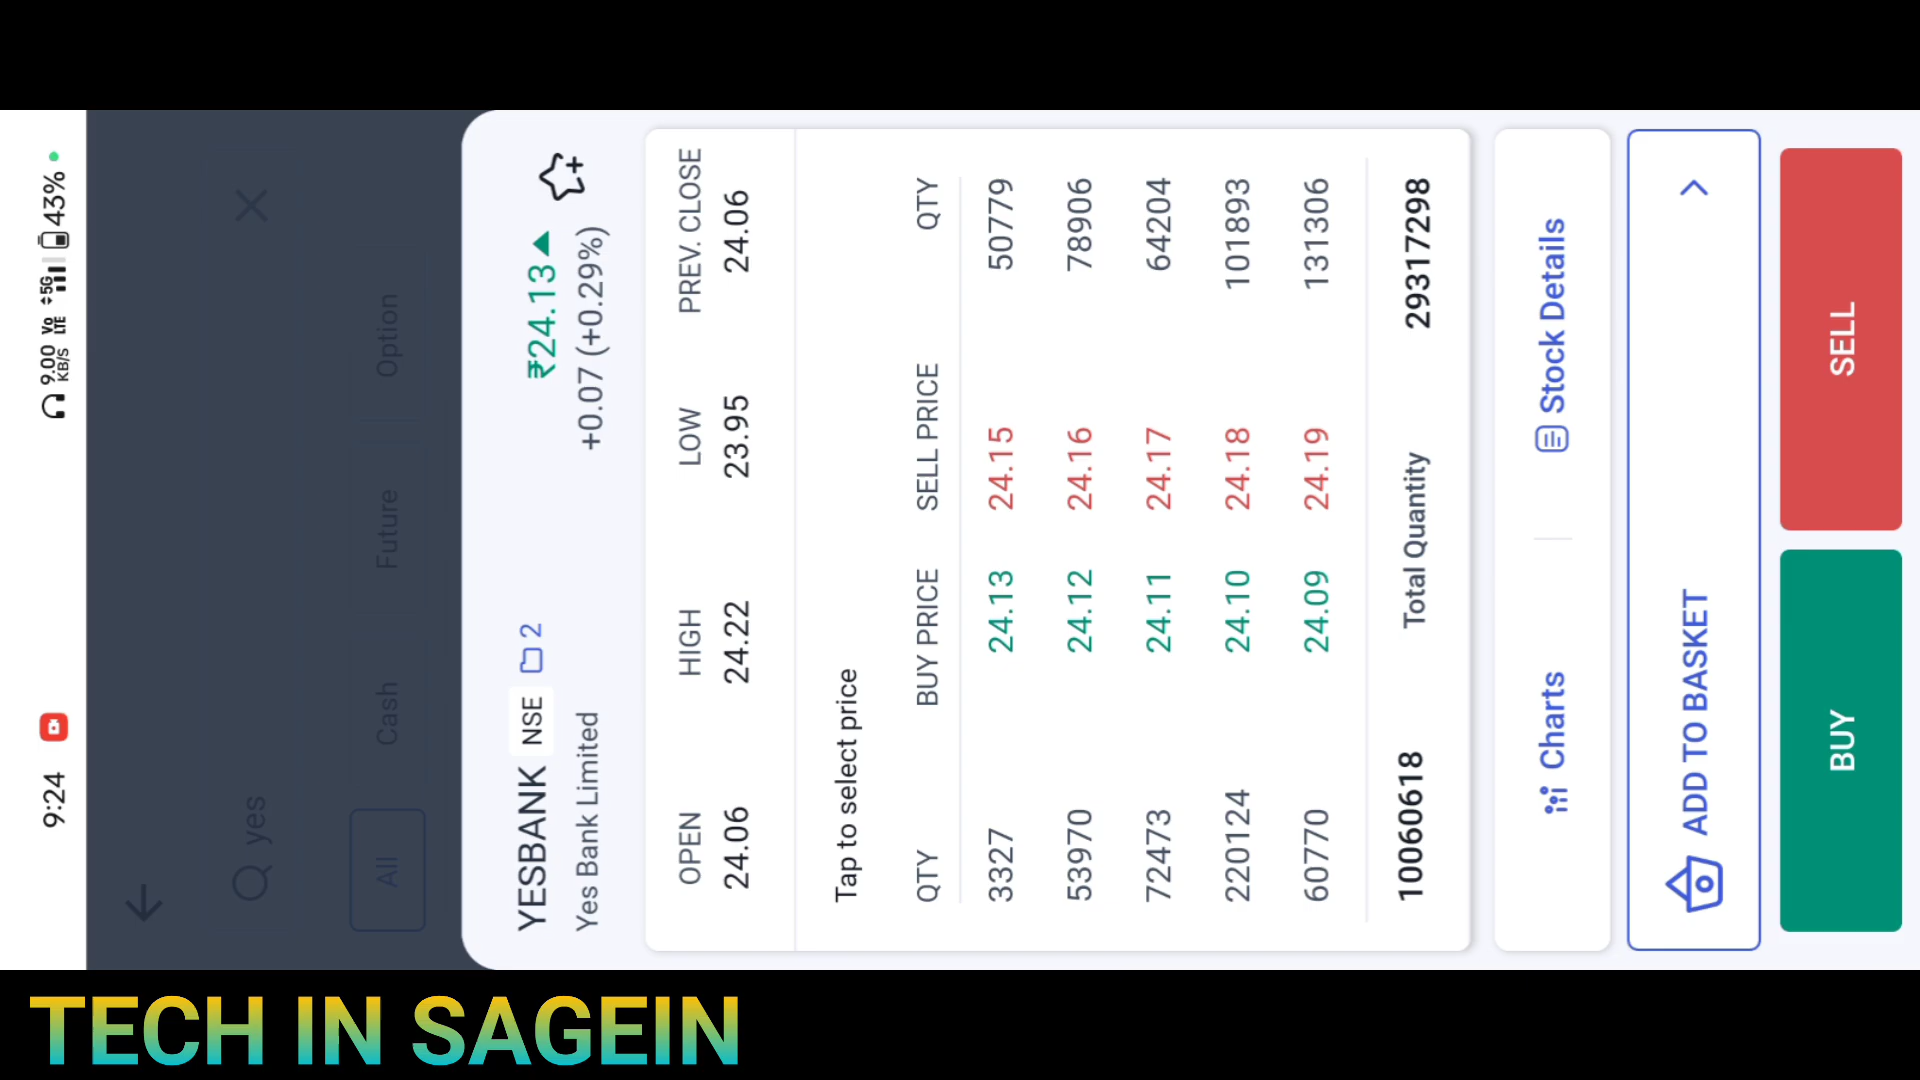 9:24 9.00 KB/S Vo LTE 5G 43%
yes
All Cash Future Option
YESBANK NSE 2 ₹24.13
Yes Bank Limited +0.07 (+0.29%)
OPEN HIGH LOW PREV. CLOSE
24.06 24.22 23.95 24.06
Tap to select price
QTY BUY PRICE SELL PRICE QTY
3327 24.13 24.15 50779
53970 24.12 24.16 78906
72473 24.11 24.17 64204
220124 24.10 24.18 101893
60770 24.09 24.19 131306
10060618 Total Quantity 29317298
Charts Stock Details
ADD TO BASKET
BUY SELL
TECH IN SAGEIN